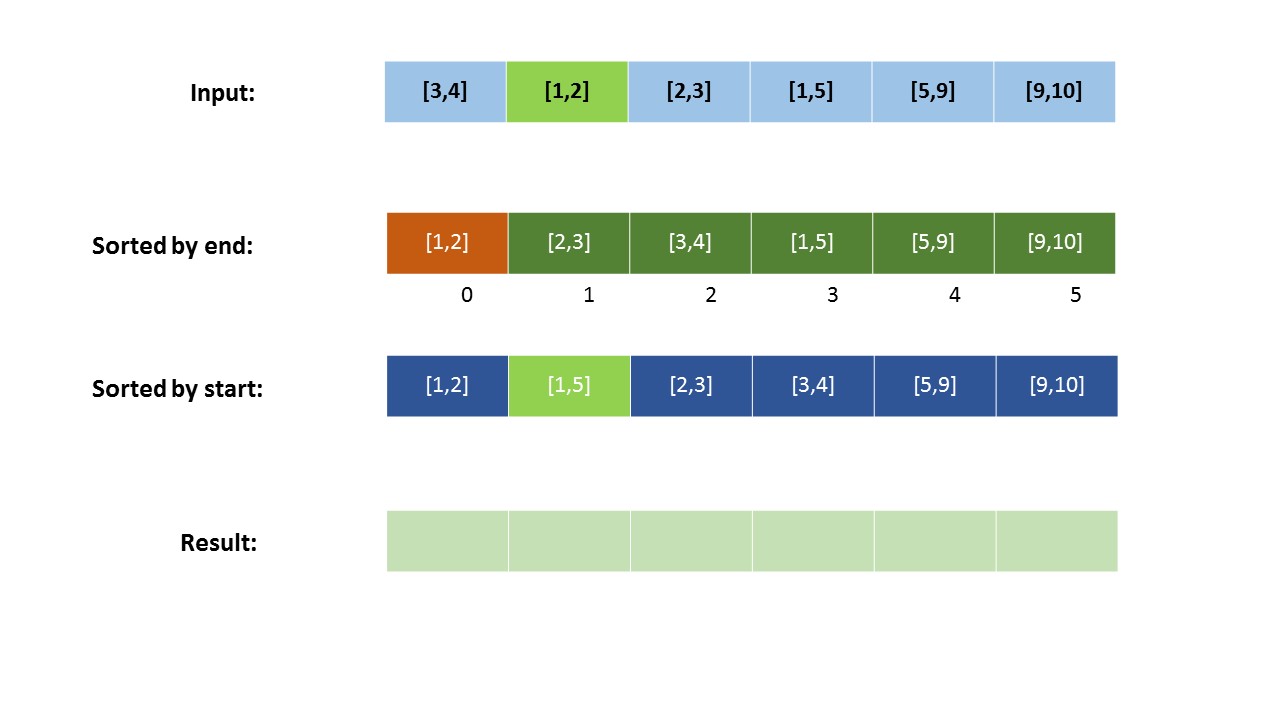 Input: [3,4] [1,2] [2,3] [1,5] [5,9] [9,10]
Sorted by end: [1,2] [2,3] [3,4] [1,5] [5,9] [9,10]
0 1 2 3 4 5
Sorted by start: [1,2] [1,5] [2,3] [3,4] [5,9] [9,10]
Result: